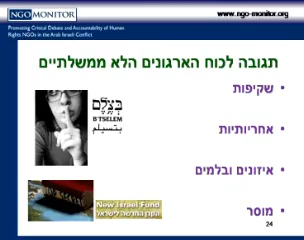 NGO MONITOR
www.ngo-monitor.org
Promoting Critical Debate and Accountability of Human
Rights NGOs in the Arab Israeli Conflict
תגובה לכוח הארגונים הלא ממשלתיים
• שקיפות
• אחריותיות
• איזונים ובלמים
• מוסר
בצלם
B'TSELEM
بتسيلم
New Israel Fund
הקרן החדשה לישראל
24